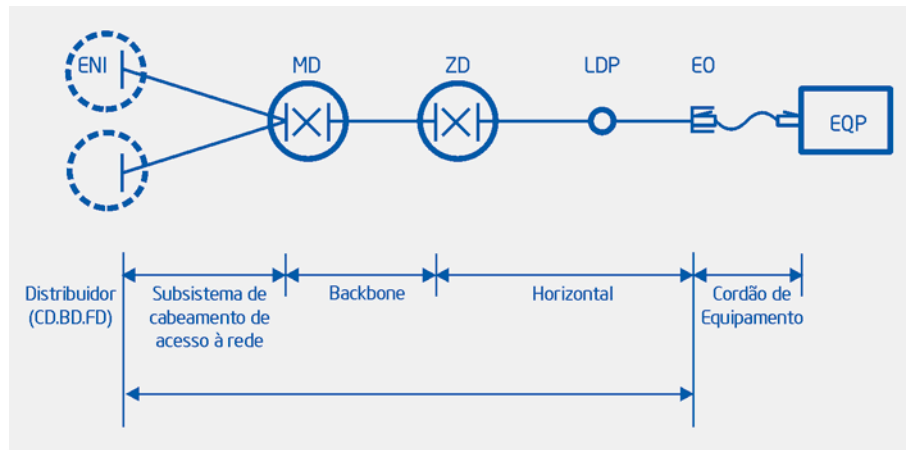 ENI
MD
ZD
LDP
EO
EQP
Distribuidor
(CD.BD.FD)
Subsistema de
cabeamento de
acesso à rede
Backbone
Horizontal
Cordão de
Equipamento